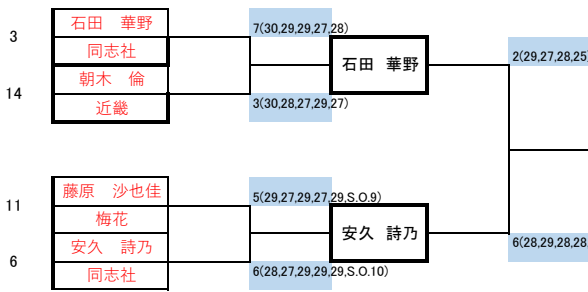 3
石田　華野
同志社
7(30,29,29,27,28)
14
朝木　倫
近畿
3(30,28,27,29,27)
石田　華野
2(29,27,28,25)
11
藤原　沙也佳
梅花
5(29,27,29,27,29,S.O.9)
6
安久　詩乃
同志社
6(28,27,29,29,29,S.O.10)
安久　詩乃
6(28,29,28,28,